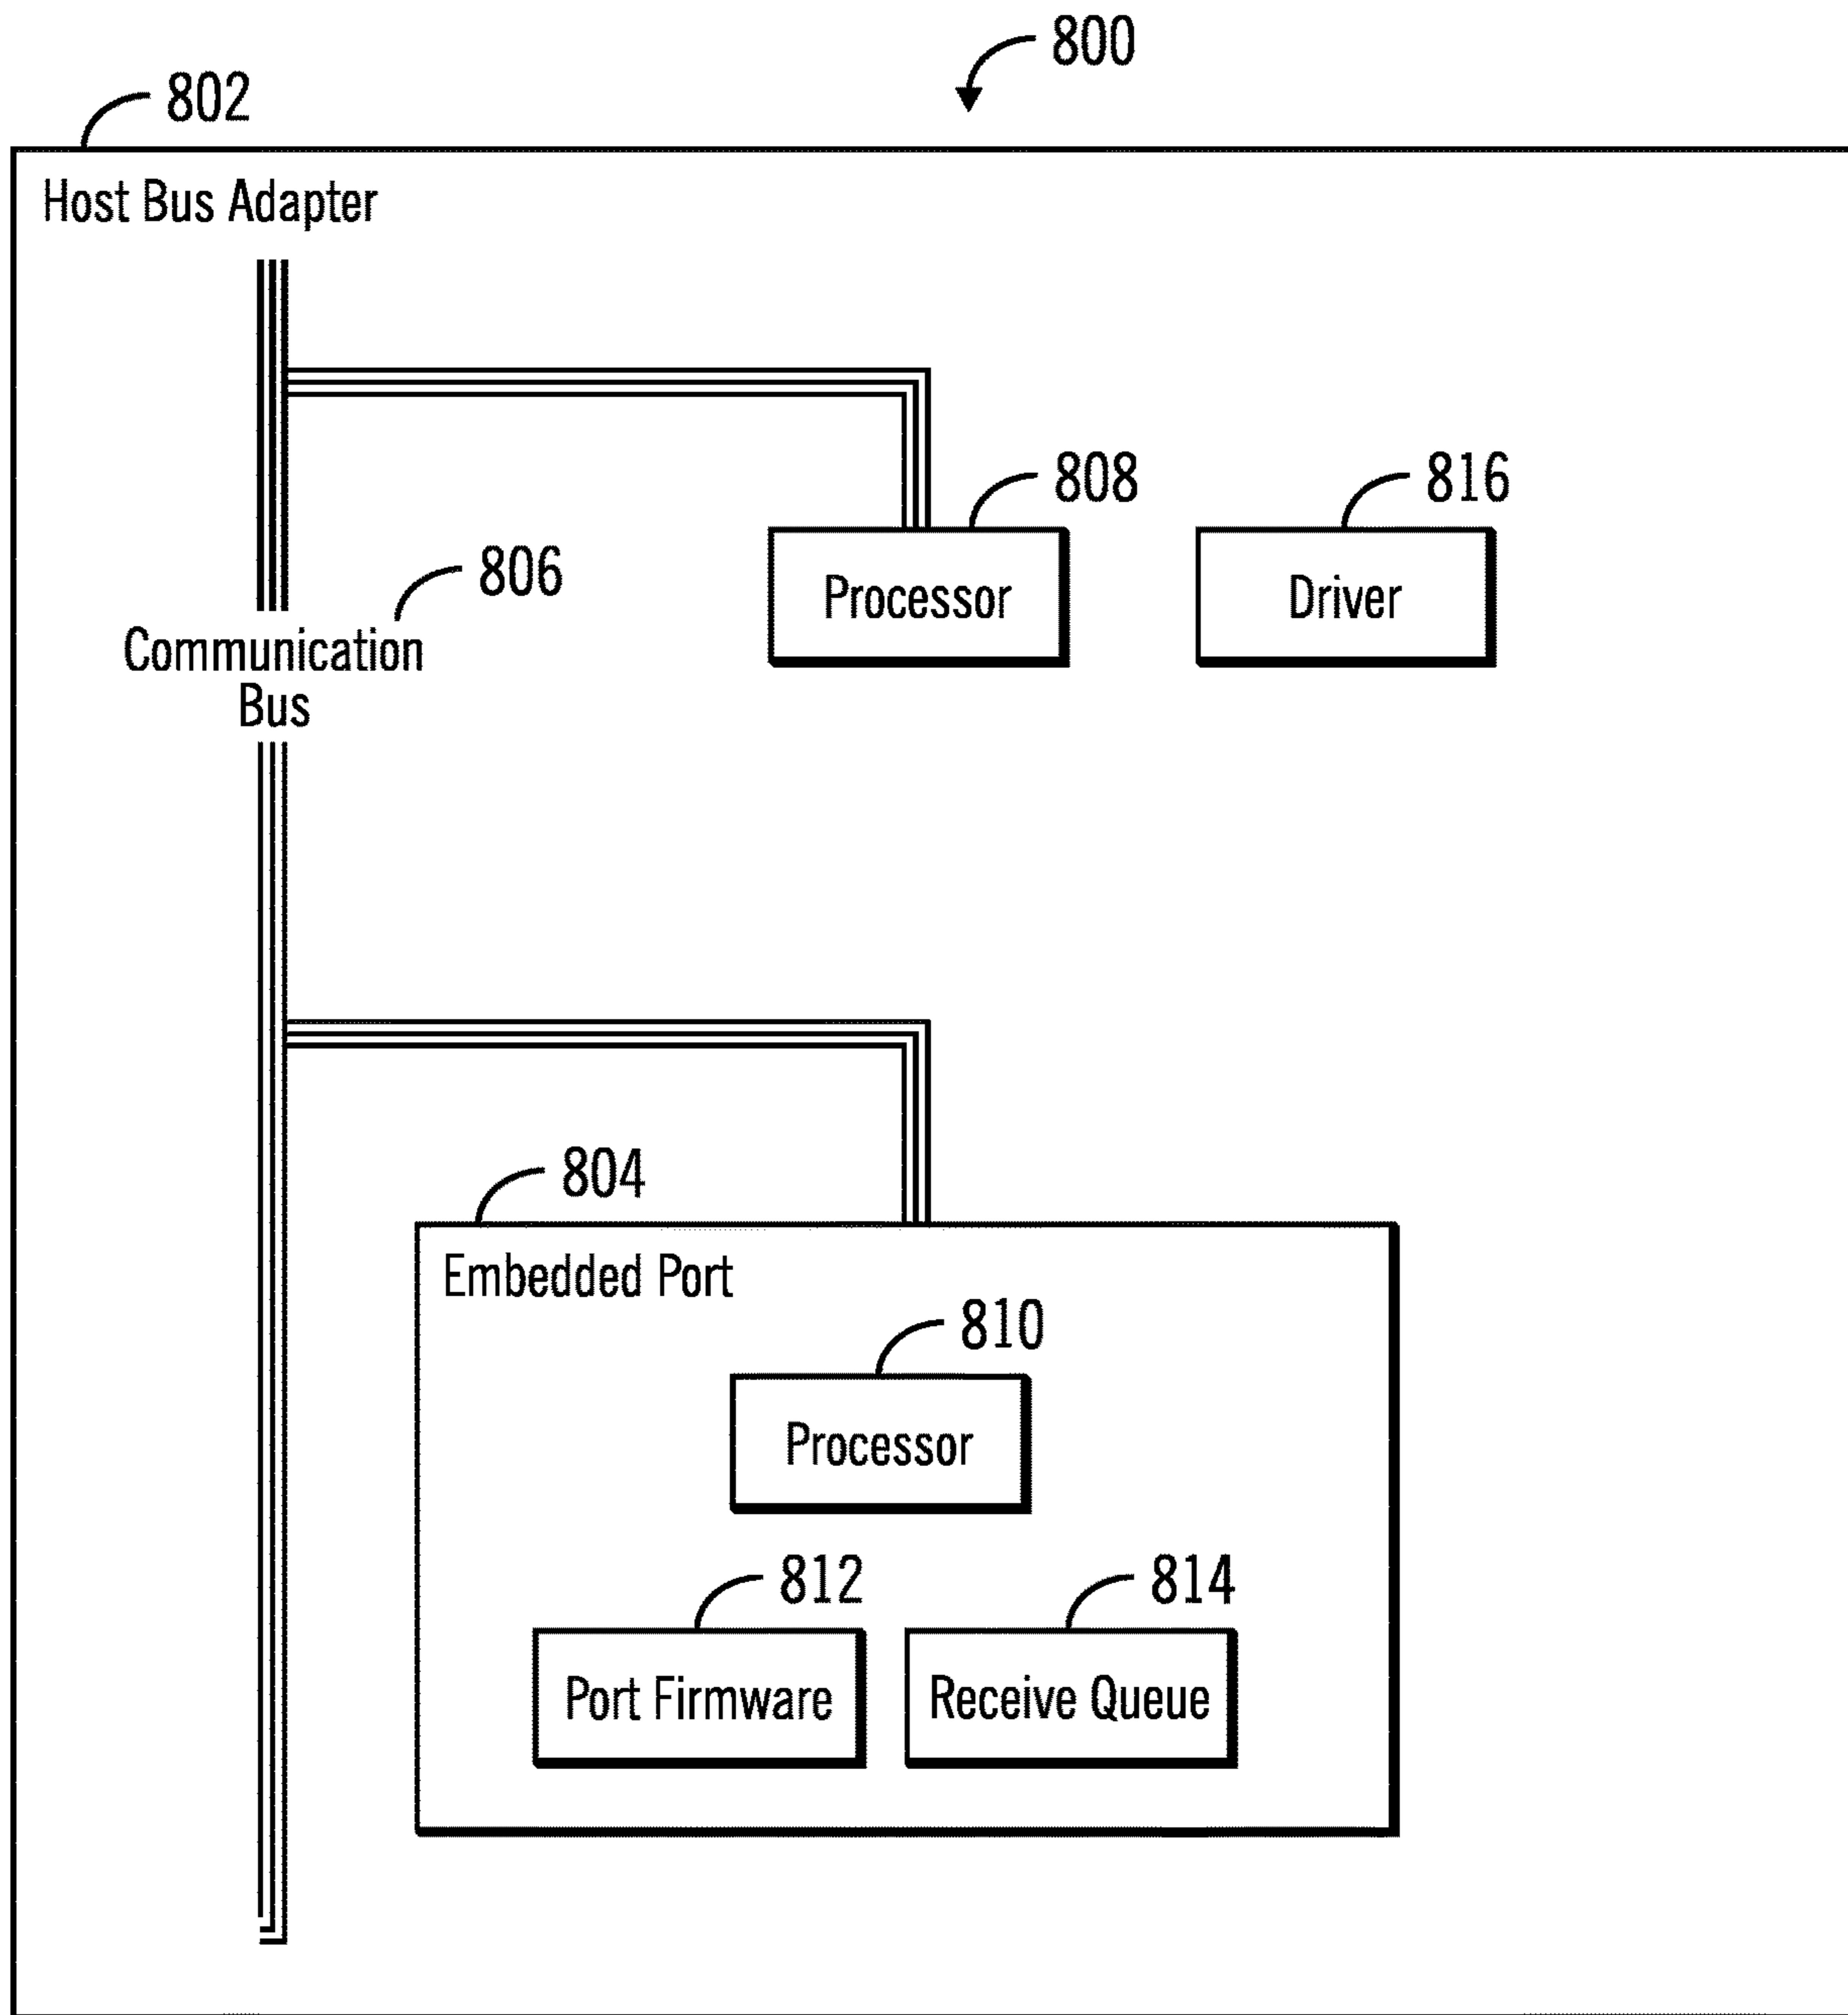 800
802
Host Bus Adapter
808
816
806
Processor
Driver
Communication
Bus
804
Embedded Port
810
Processor
812
814
Port Firmware
Receive Queue